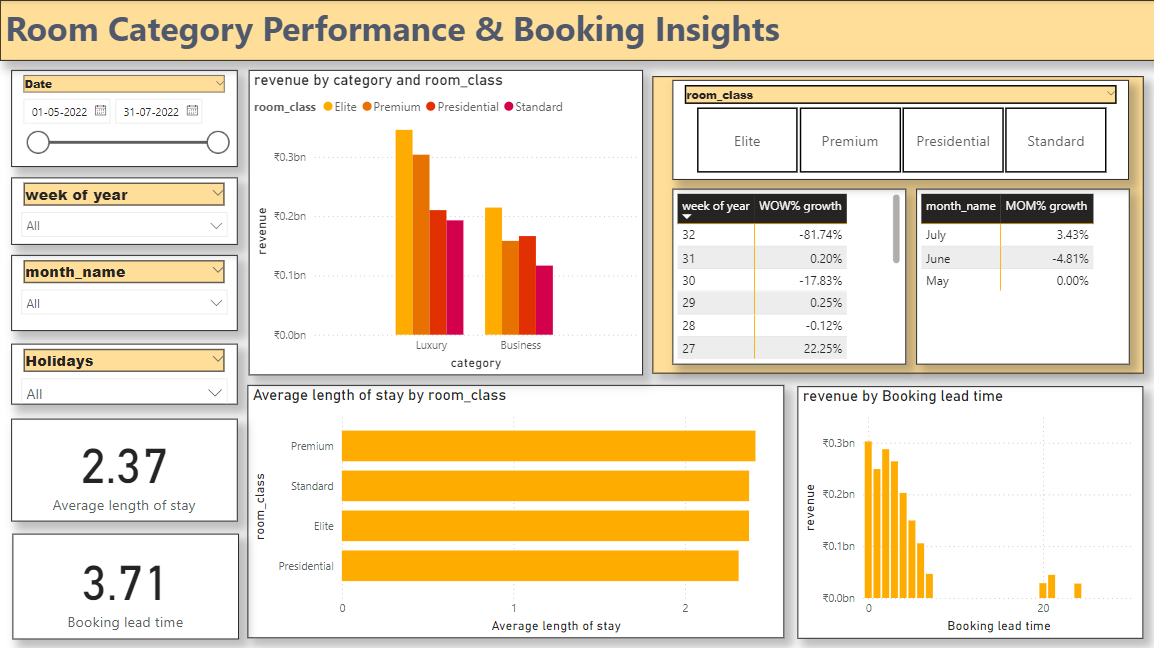 Room Category Performance & Booking Insights
Date
01-05-2022 31-07-2022
week of year
All
month_name
All
Holidays
All
2.37
Average length of stay
3.71
Booking lead time
revenue by category and room_class
room_class Elite Premium Presidential Standard
₹0.3bn
₹0.2bn
₹0.1bn
₹0.0bn
revenue
Luxury Business
category
room_class
Elite Premium Presidential Standard
week of year WOW% growth
32 -81.74%
31 0.20%
30 -17.83%
29 0.25%
28 -0.12%
27 22.25%
month_name MOM% growth
July 3.43%
June -4.81%
May 0.00%
Average length of stay by room_class
room_class
Premium
Standard
Elite
Presidential
0 1 2
Average length of stay
revenue by Booking lead time
revenue
₹0.3bn
₹0.2bn
₹0.1bn
₹0.0bn
0 20
Booking lead time